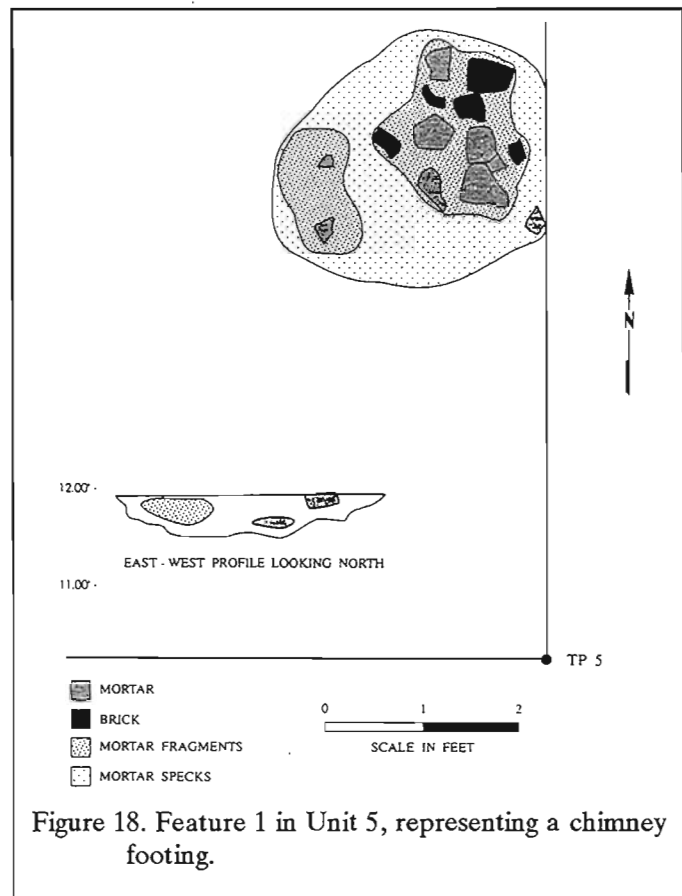 N
12.00' -
EAST - WEST PROFILE LOOKING NORTH
11.00' -
TP 5
MORTAR
BRICK
MORTAR FRAGMENTS
MORTAR SPECKS
0 1 2
SCALE IN FEET
Figure 18. Feature 1 in Unit 5, representing a chimney
footing.